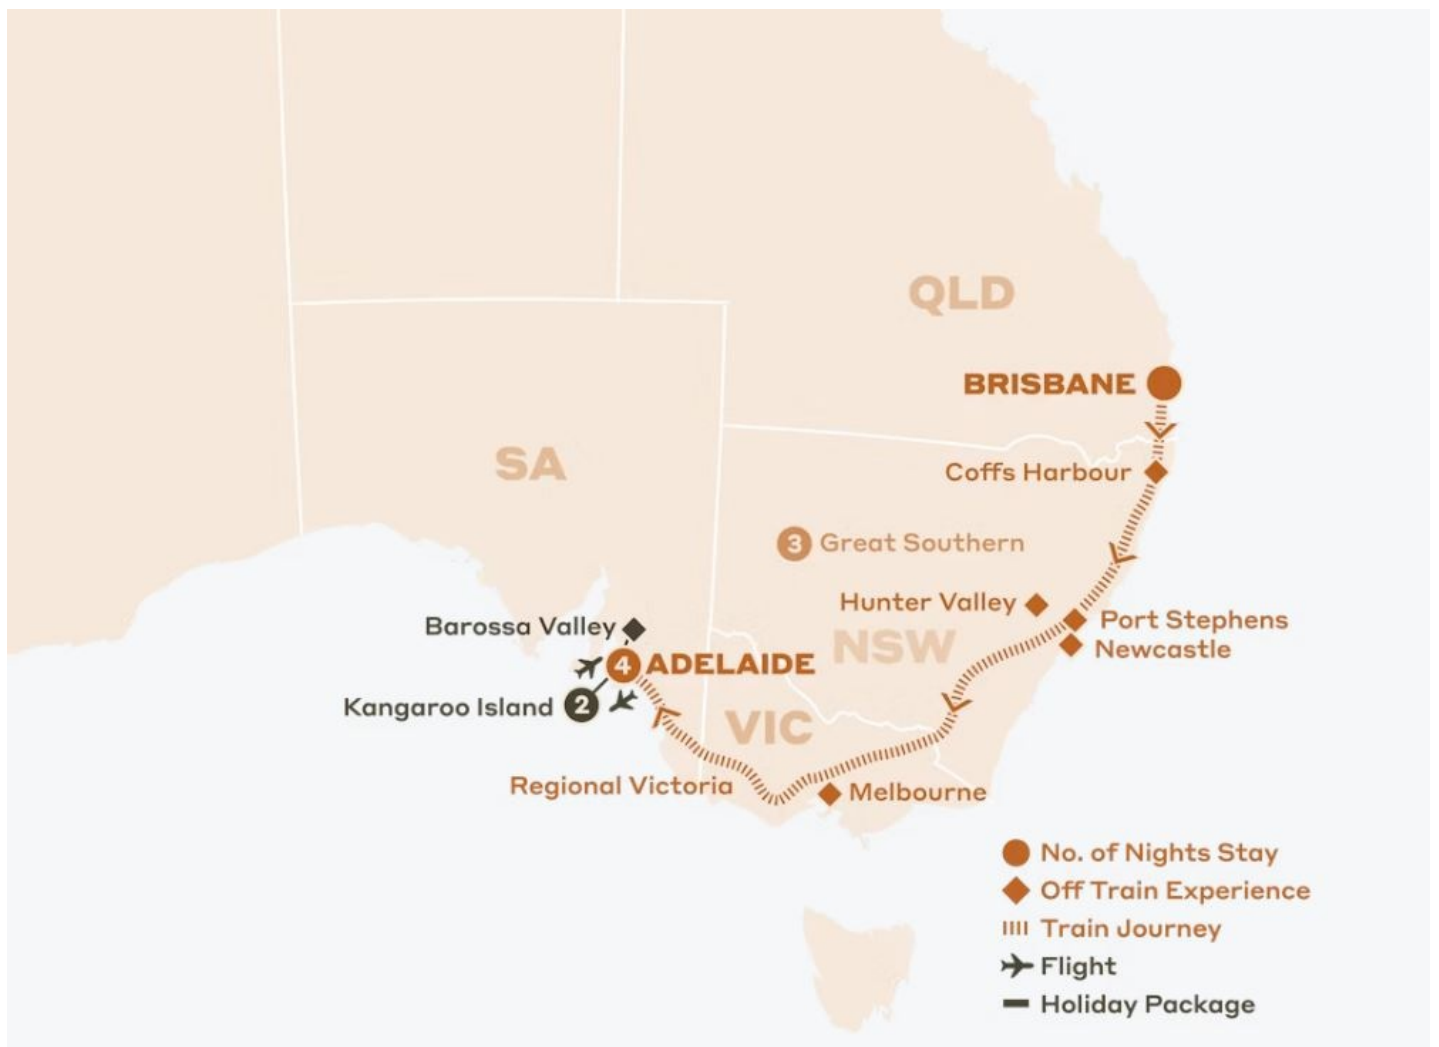 QLD
BRISBANE
SA
Coffs Harbour
3 Great Southern
Hunter Valley
Port Stephens
Barossa Valley
NSW
Newcastle
4 ADELAIDE
Kangaroo Island 2
VIC
Regional Victoria
Melbourne
No. of Nights Stay
Off Train Experience
Train Journey
Flight
Holiday Package